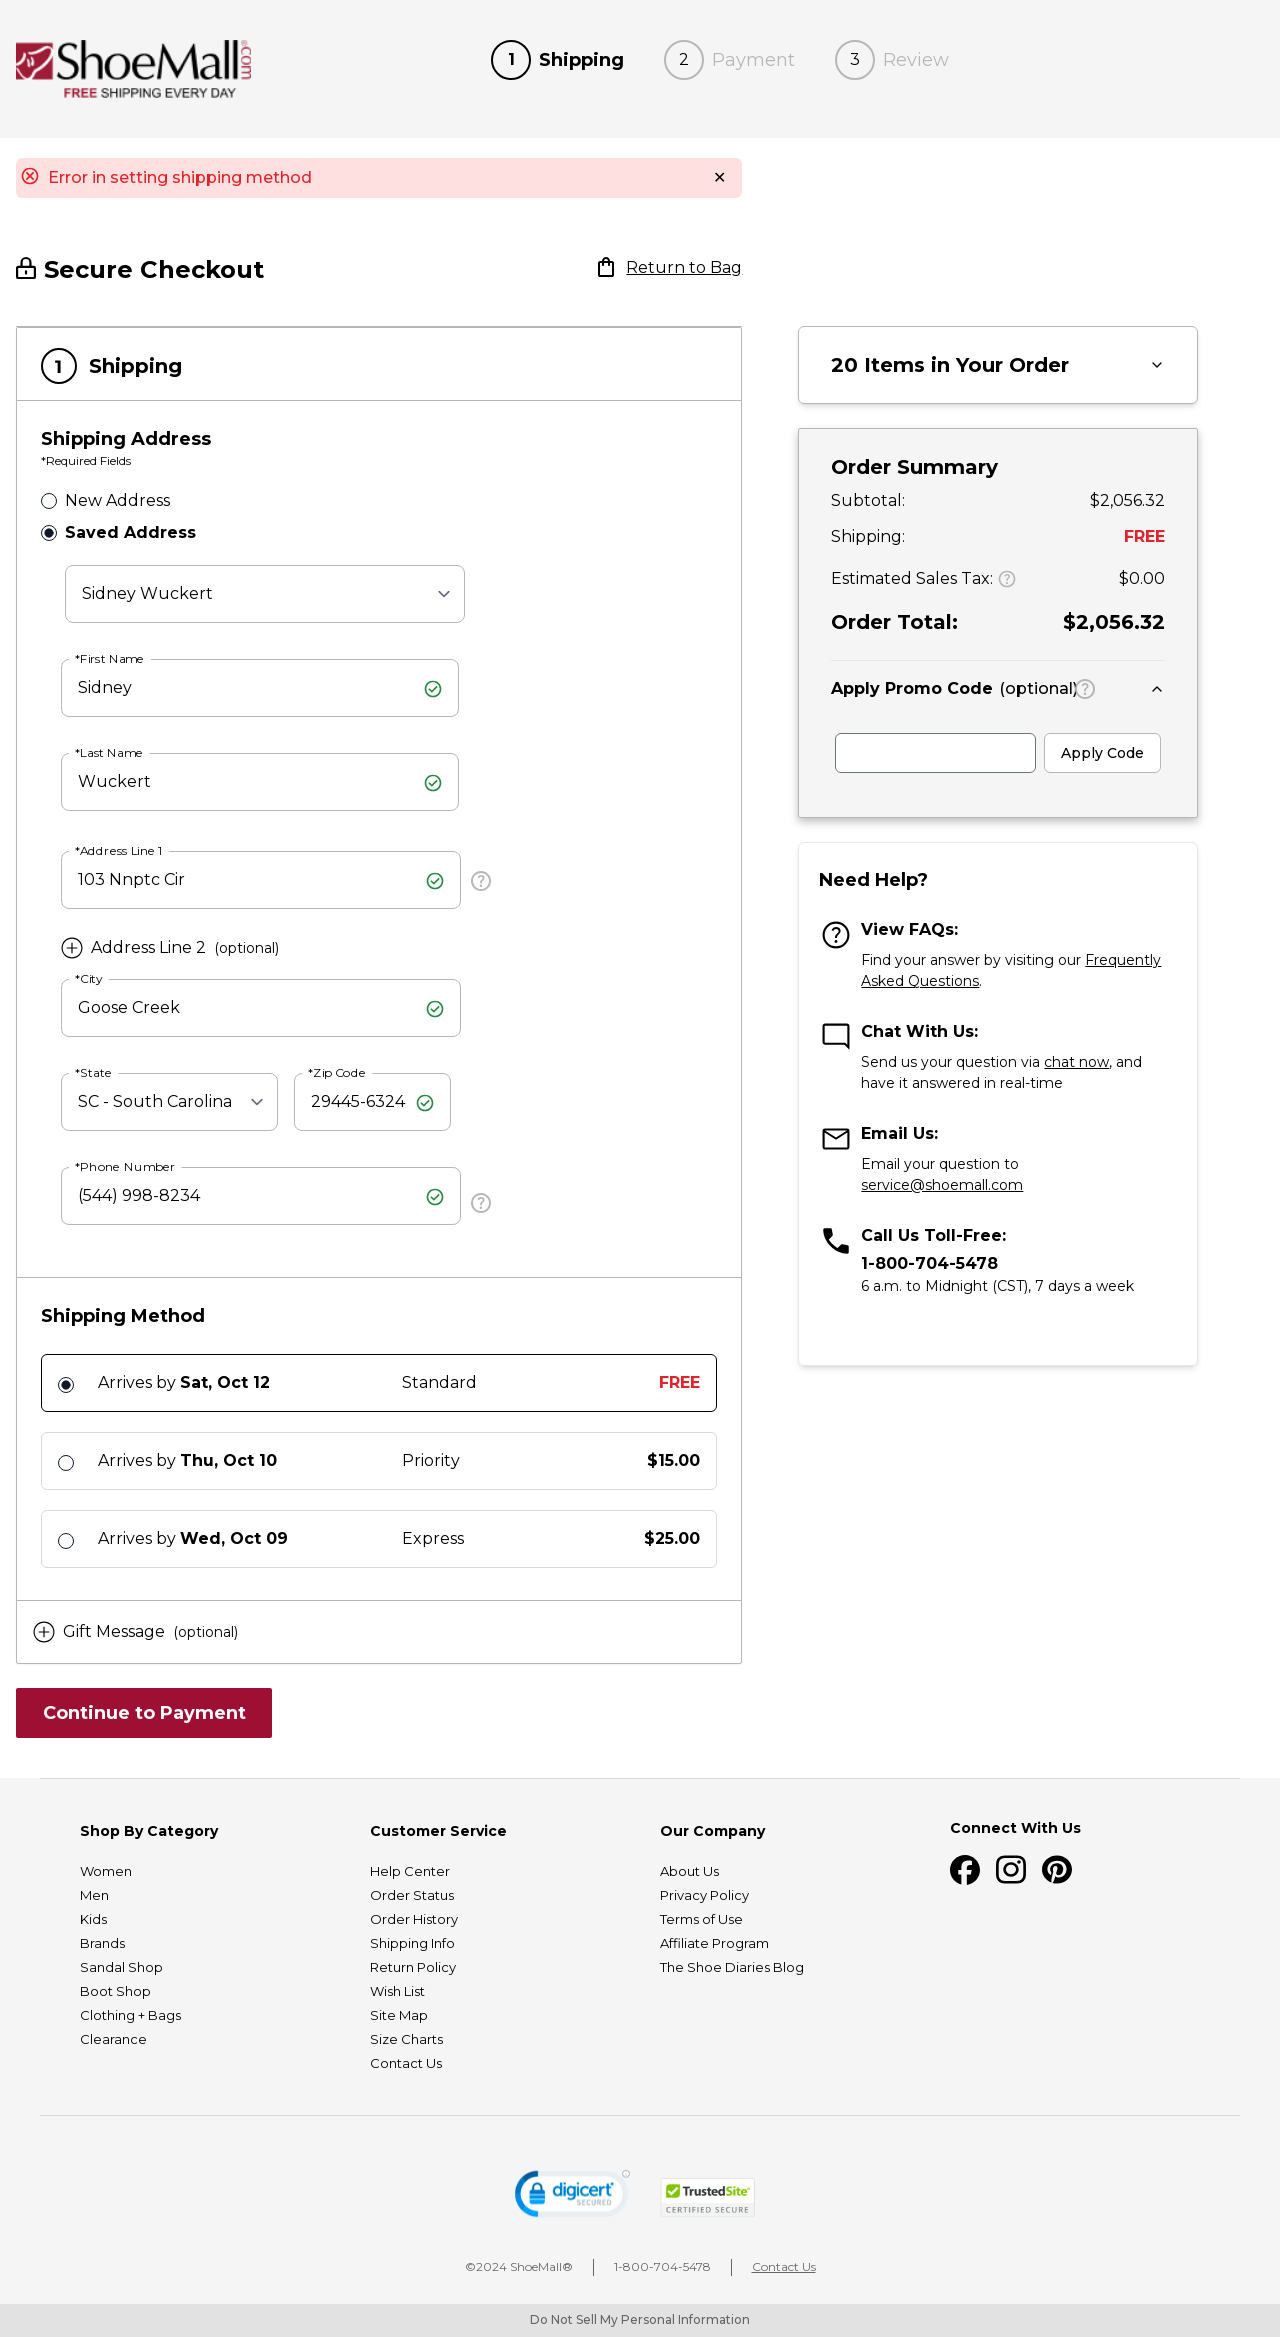 ShoeMall.com
FREE SHIPPING EVERY DAY
1 Shipping
2 Payment
3 Review
Error in setting shipping method
Secure Checkout
Return to Bag
1 Shipping
Shipping Address
*Required Fields
New Address
Saved Address
Sidney Wuckert
*First Name
Sidney
*Last Name
Wuckert
*Address Line 1
103 Nnptc Cir
Address Line 2 (optional)
*City
Goose Creek
*State
SC - South Carolina
*Zip Code
29445-6324
*Phone Number
(544) 998-8234
Shipping Method
Arrives by Sat, Oct 12 Standard FREE
Arrives by Thu, Oct 10 Priority $15.00
Arrives by Wed, Oct 09 Express $25.00
Gift Message (optional)
Continue to Payment
20 Items in Your Order
Order Summary
Subtotal: $2,056.32
Shipping: FREE
Estimated Sales Tax: $0.00
Order Total: $2,056.32
Apply Promo Code (optional)
Apply Code
Need Help?
View FAQs:
Find your answer by visiting our Frequently
Asked Questions.
Chat With Us:
Send us your question via chat now, and
have it answered in real-time
Email Us:
Email your question to
service@shoemall.com
Call Us Toll-Free:
1-800-704-5478
6 a.m. to Midnight (CST), 7 days a week
Shop By Category
Women
Men
Kids
Brands
Sandal Shop
Boot Shop
Clothing + Bags
Clearance
Customer Service
Help Center
Order Status
Order History
Shipping Info
Return Policy
Wish List
Site Map
Size Charts
Contact Us
Our Company
About Us
Privacy Policy
Terms of Use
Affiliate Program
The Shoe Diaries Blog
Connect With Us
digicert®
SECURED
TrustedSite®
CERTIFIED SECURE
©2024 ShoeMall®
1-800-704-5478
Contact Us
Do Not Sell My Personal Information